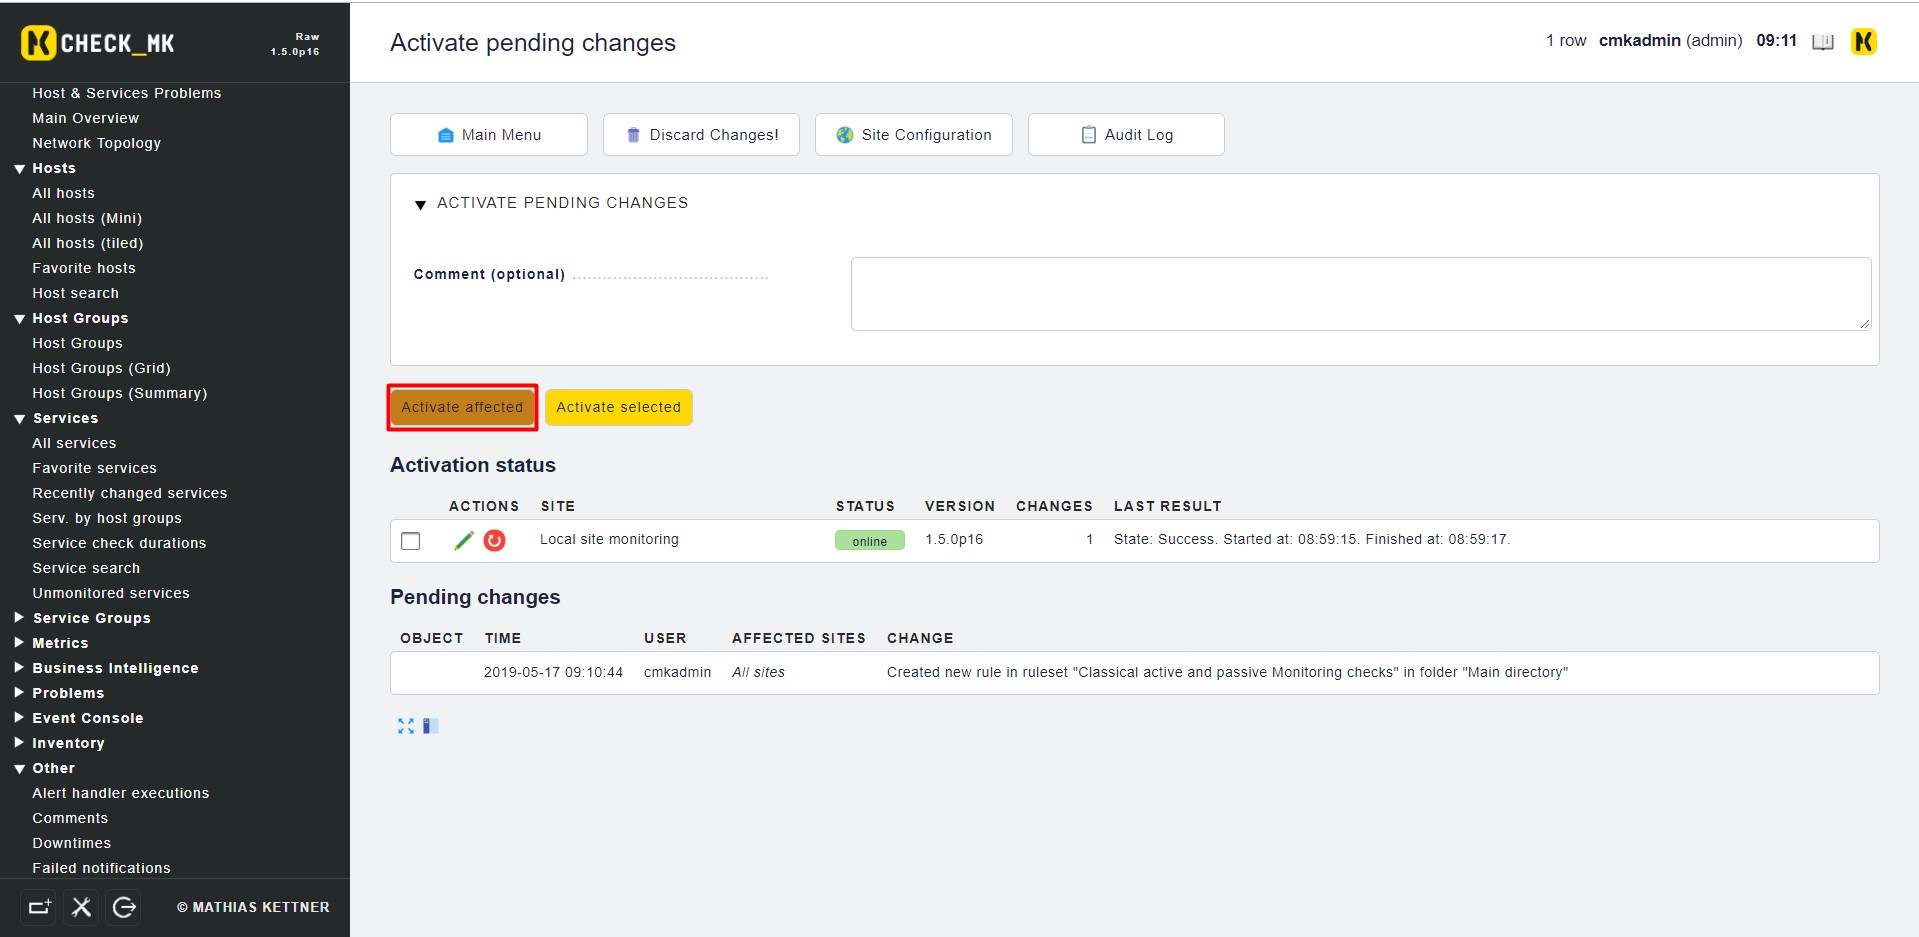 CHECK_MK
Raw
1.5.0p16
Host & Services Problems
Main Overview
Network Topology
Hosts
All hosts
All hosts (Mini)
All hosts (tiled)
Favorite hosts
Host search
Host Groups
Host Groups
Host Groups (Grid)
Host Groups (Summary)
Services
All services
Favorite services
Recently changed services
Serv. by host groups
Service check durations
Service search
Unmonitored services
Service Groups
Metrics
Business Intelligence
Problems
Event Console
Inventory
Other
Alert handler executions
Comments
Downtimes
Failed notifications
© MATHIAS KETTNER
Activate pending changes
1 row cmkadmin (admin) 09:11
Main Menu Discard Changes! Site Configuration Audit Log
ACTIVATE PENDING CHANGES
Comment (optional)
Activate affected Activate selected
Activation status
ACTIONS SITE STATUS VERSION CHANGES LAST RESULT
Local site monitoring online 1.5.0p16 1 State: Success. Started at: 08:59:15. Finished at: 08:59:17.
Pending changes
OBJECT TIME USER AFFECTED SITES CHANGE
2019-05-17 09:10:44 cmkadmin All sites Created new rule in ruleset "Classical active and passive Monitoring checks" in folder "Main directory"